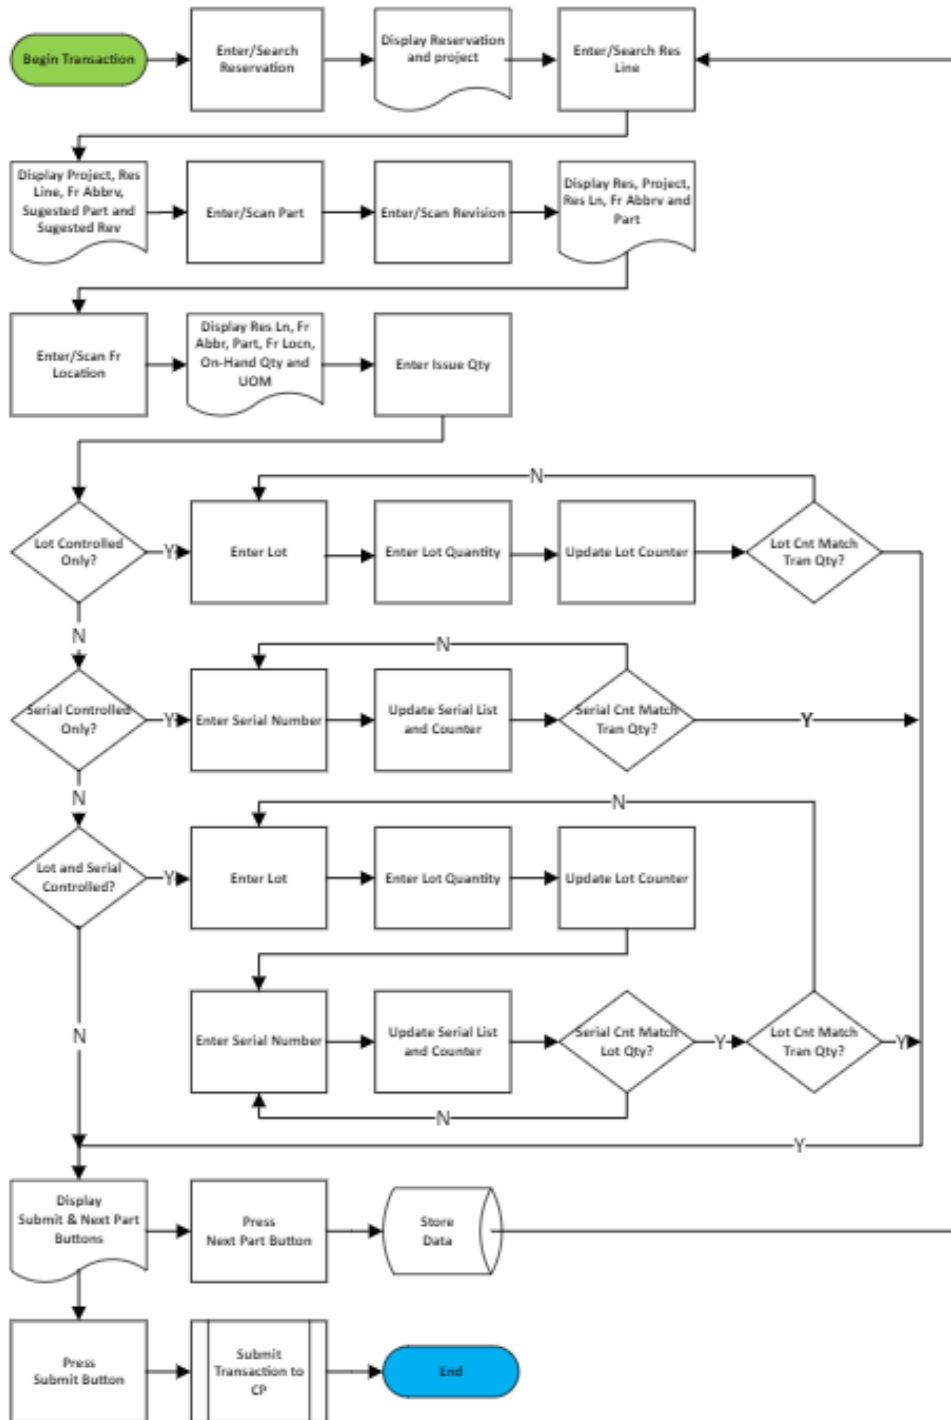 Begin Transaction
Enter/Search
Reservation
Display Reservation
and project
Enter/Search Res
Line
Display Project, Res
Line, Fr Abbrv,
Sugested Part and
Sugested Rev
Enter/Scan Part
Enter/Scan Revision
Display Res, Project,
Res Ln, Fr Abbrv and
Part
Enter/Scan Fr
Location
Display Res Ln, Fr
Abbr, Part, Fr Locn,
On-Hand Qty and
UOM
Enter Issue Qty
N
Lot Controlled
Only?
Y
Enter Lot
Enter Lot Quantity
Update Lot Counter
Lot Cnt Match
Tran Qty?
N
N
Serial Controlled
Only?
Y
Enter Serial Number
Update Serial List
and Counter
Serial Cnt Match
Tran Qty?
Y
N
N
Lot and Serial
Controlled?
Y
Enter Lot
Enter Lot Quantity
Update Lot Counter
N
Enter Serial Number
Update Serial List
and Counter
Serial Cnt Match
Lot Qty?
Y
Lot Cnt Match
Tran Qty?
Y
N
Y
Display
Submit & Next Part
Buttons
Press
Next Part Button
Store
Data
Press
Submit Button
Submit
Transaction to
CP
End